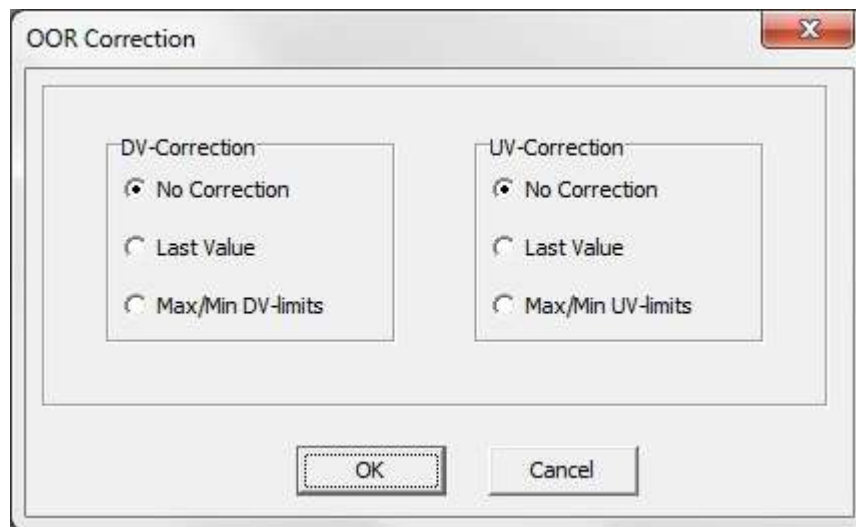 OOR Correction
DV-Correction
No Correction
Last Value
Max/Min DV-limits
UV-Correction
No Correction
Last Value
Max/Min UV-limits
OK
Cancel